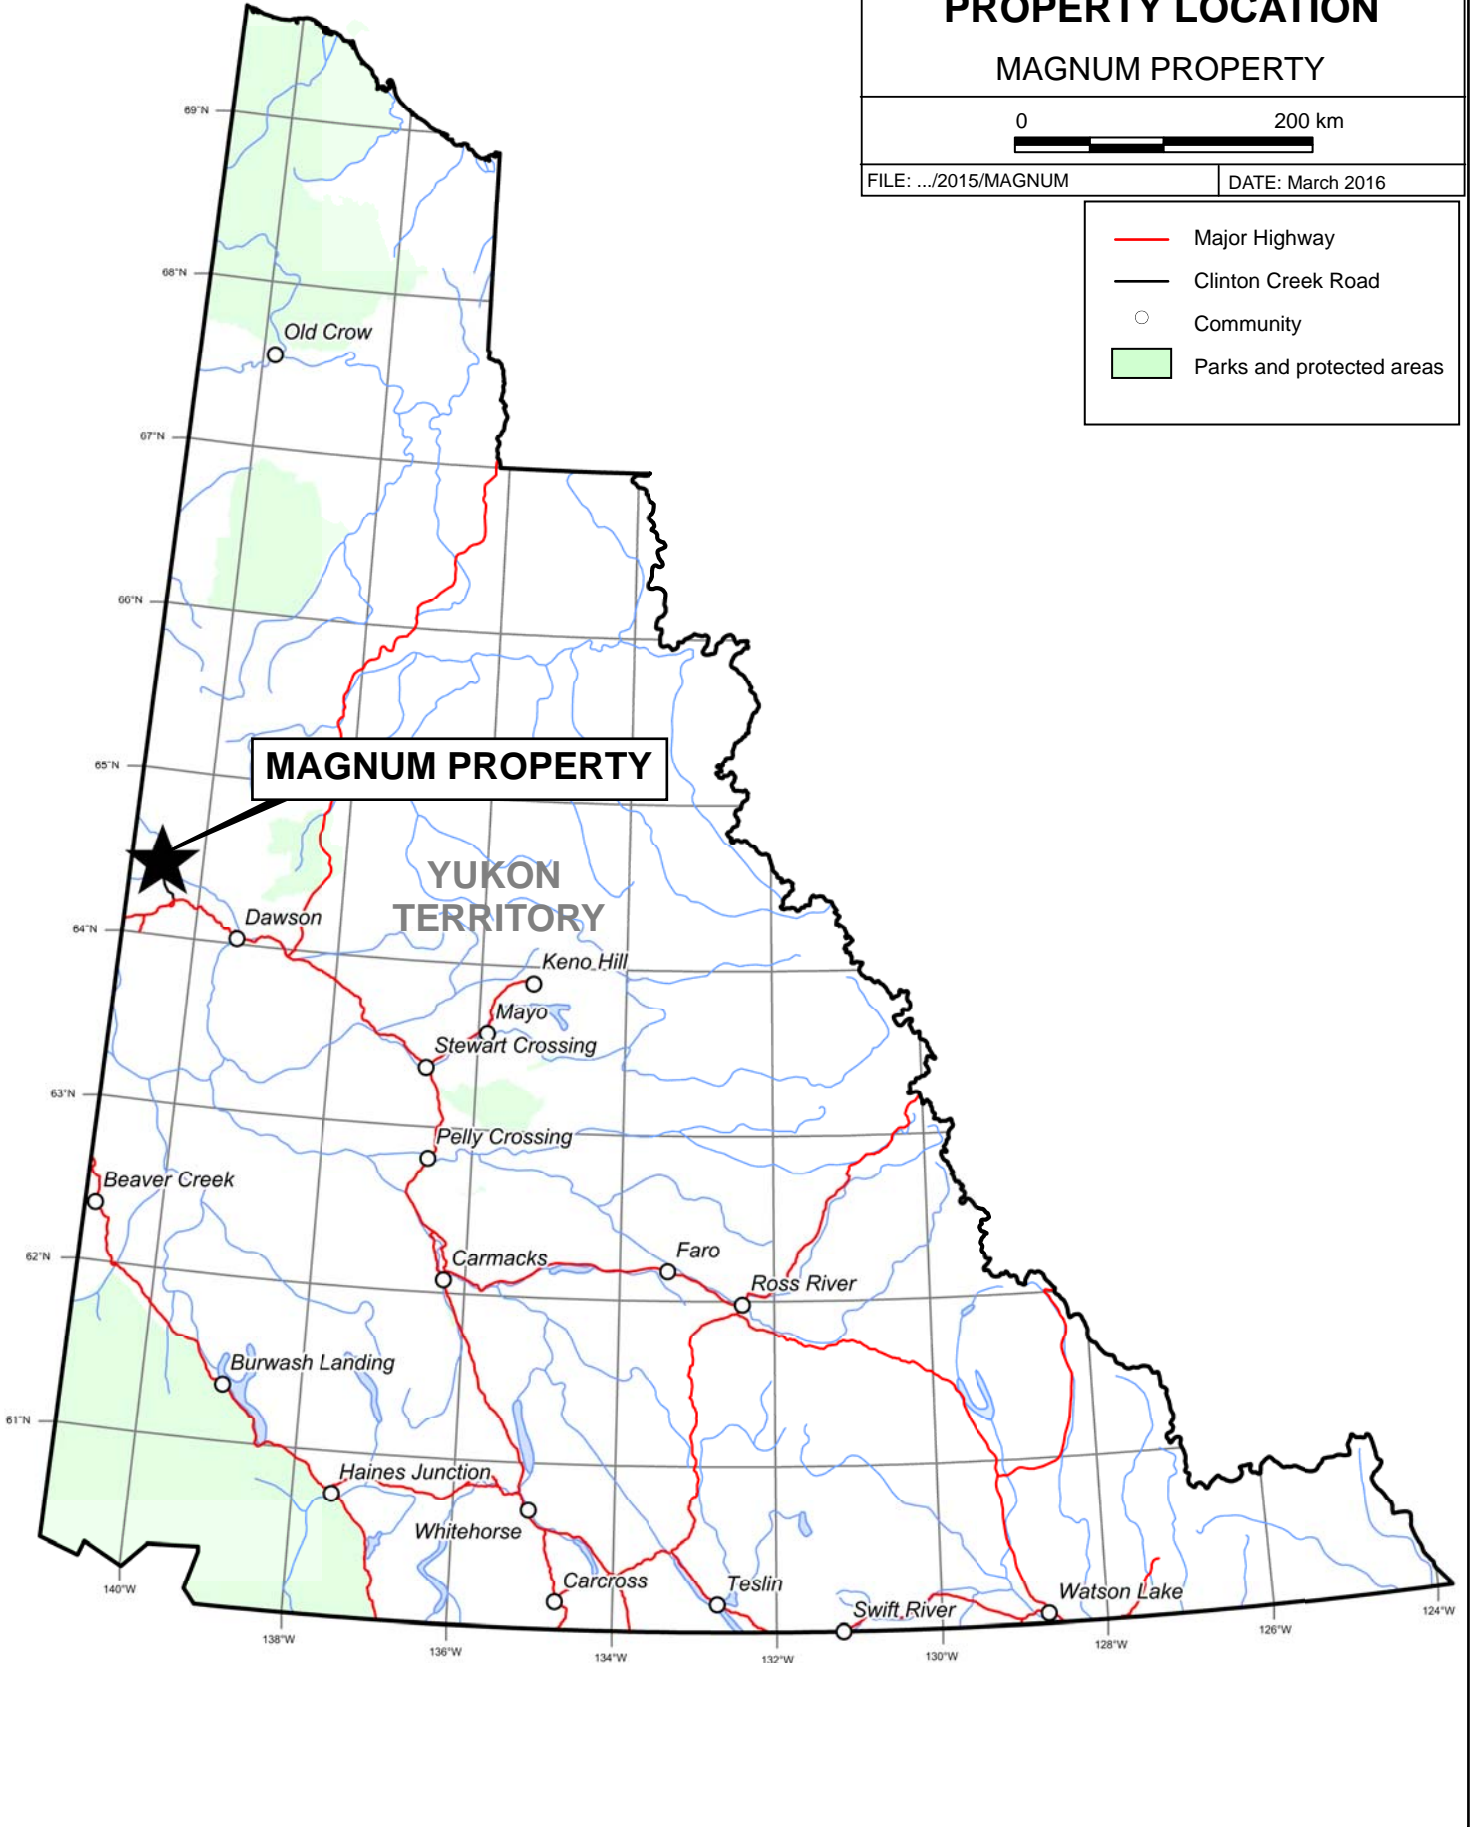 PROPERTY LOCATION
MAGNUM PROPERTY
0 200 km
FILE: .../2015/MAGNUM DATE: March 2016
Major Highway
Clinton Creek Road
Community
Parks and protected areas
69°N
68°N
Old Crow
67°N
66°N
65°N
MAGNUM PROPERTY
YUKON
TERRITORY
Dawson
64°N
Keno Hill
Mayo
Stewart Crossing
63°N
Pelly Crossing
Beaver Creek
62°N
Carmacks
Faro
Ross River
Burwash Landing
61°N
Haines Junction
Whitehorse
Carcross
Teslin
Swift River
Watson Lake
140°W
138°W
136°W
134°W
132°W
130°W
128°W
126°W
124°W